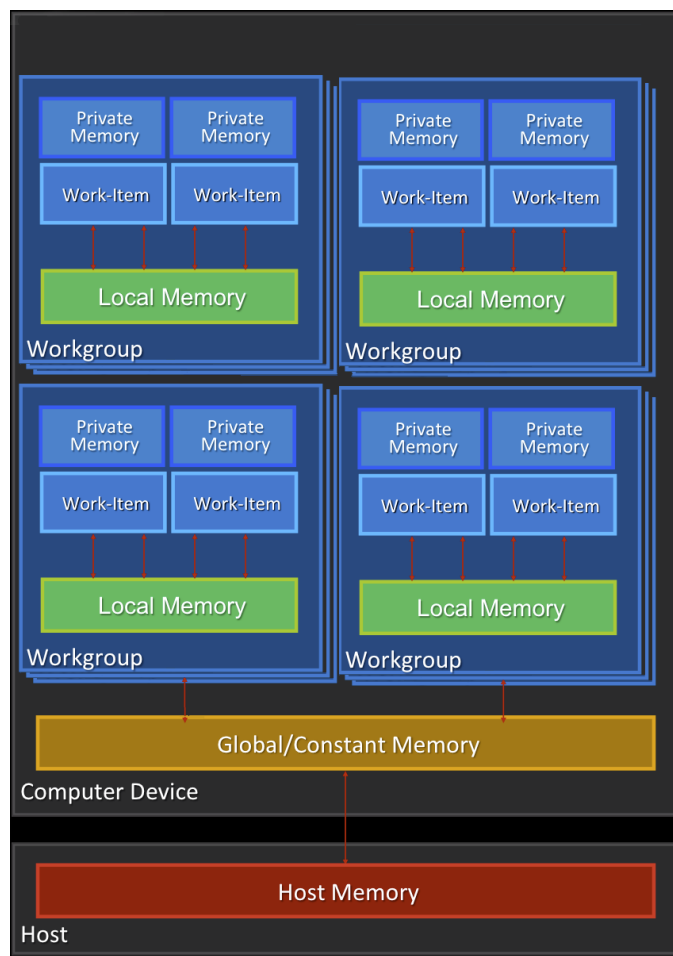 Private Memory
Private Memory
Work-Item
Work-Item
Local Memory
Workgroup
Private Memory
Private Memory
Work-Item
Work-Item
Local Memory
Workgroup
Private Memory
Private Memory
Work-Item
Work-Item
Local Memory
Workgroup
Private Memory
Private Memory
Work-Item
Work-Item
Local Memory
Workgroup
Global/Constant Memory
Computer Device
Host Memory
Host